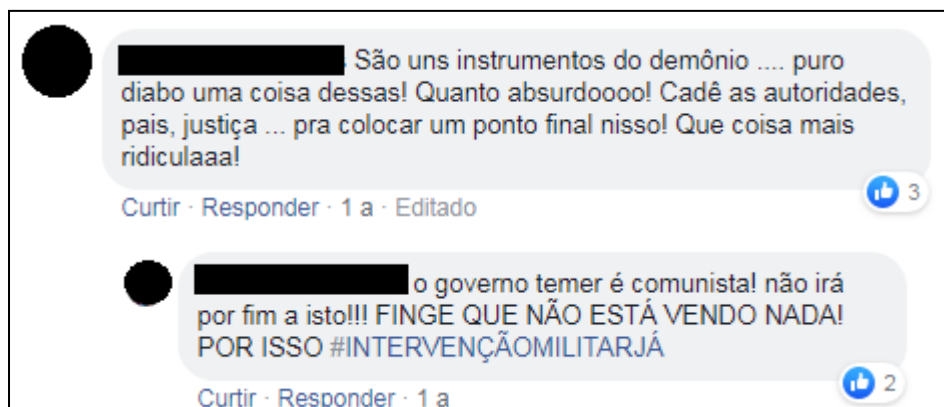 São uns instrumentos do demônio .... puro
diabo uma coisa dessas! Quanto absurdoooo! Cadê as autoridades,
pais, justiça ... pra colocar um ponto final nisso! Que coisa mais
ridiculaaa!
3
Curtir · Responder · 1 a · Editado
o governo temer é comunista! não irá
por fim a isto!!! FINGE QUE NÃO ESTÁ VENDO NADA!
POR ISSO #INTERVENÇÃOMILITARJÁ
2
Curtir · Responder · 1 a